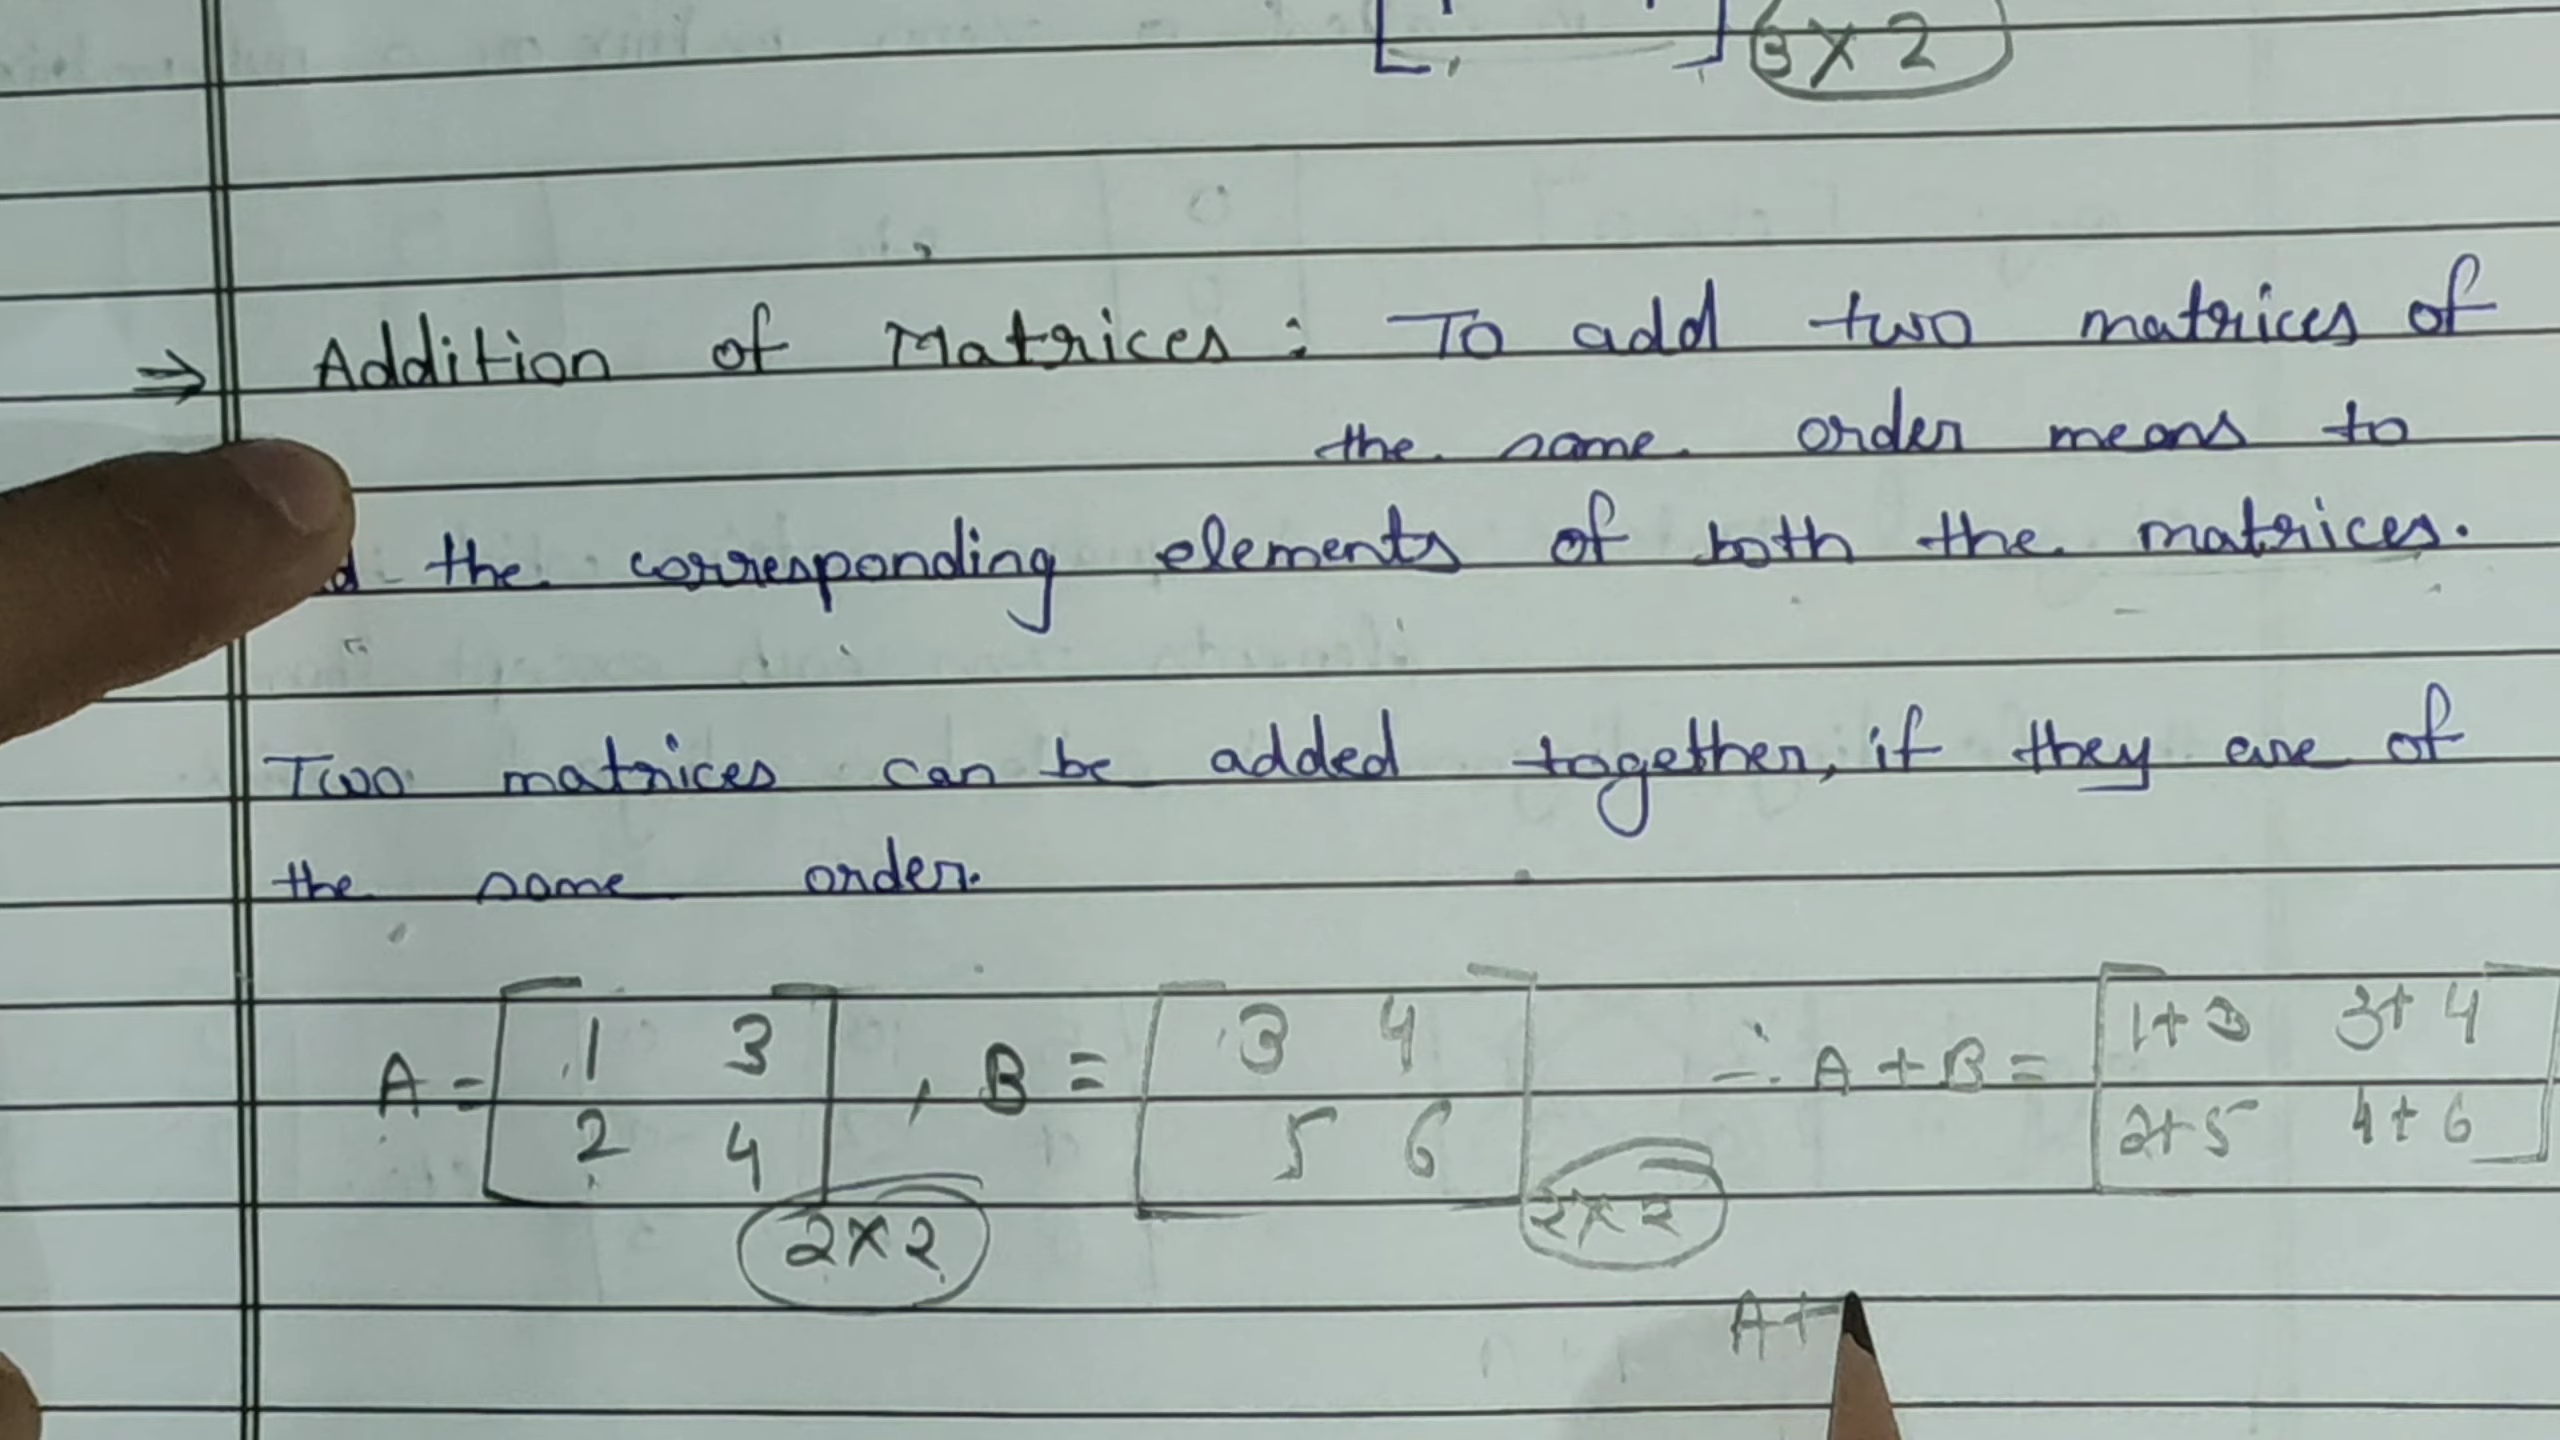 3 X 2
⇒ Addition of Matrices : To add two matrices of
the same order means to
the corresponding elements of both the matrices.
Two matrices can be added together, if they are of
the same order.
A = [ 1 3 , B = [ 3 4 ] ∴ A + B = [ 1+3 3+4
2 4 ] 2×2 5 6 ] 2×2 2+5 4+6 ]
A+